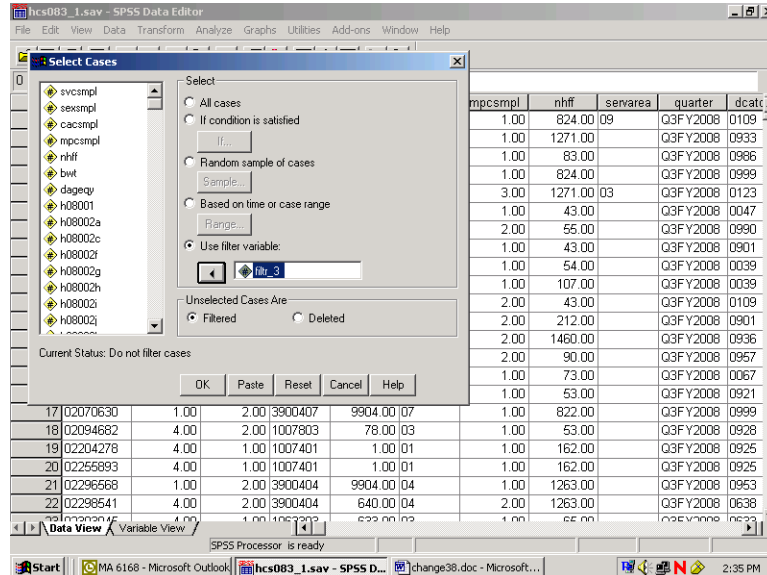 hcs083_1.sav - SPSS Data Editor
File Edit View Data Transform Analyze Graphs Utilities Add-ons Window Help
Select Cases
svcsmpl
sexsmpl
cacsmpl
mpcsmpl
nhff
bwt
dageqy
h08001
h08002a
h08002c
h08002f
h08002g
h08002h
h08002i
h08002j
Select
All cases
If condition is satisfied
If...
Random sample of cases
Sample...
Based on time or case range
Range...
Use filter variable:
filtr_3
Unselected Cases Are
Filtered Deleted
Current Status: Do not filter cases
OK Paste Reset Cancel Help
mpcsmpl nhff servarea quarter dcatc
1.00 824.00 09 Q3FY2008 0109
1.00 1271.00 Q3FY2008 0933
1.00 83.00 Q3FY2008 0986
1.00 824.00 Q3FY2008 0999
3.00 1271.00 03 Q3FY2008 0123
1.00 43.00 Q3FY2008 0047
2.00 55.00 Q3FY2008 0990
1.00 43.00 Q3FY2008 0901
1.00 54.00 Q3FY2008 0039
1.00 107.00 Q3FY2008 0039
2.00 43.00 Q3FY2008 0109
2.00 212.00 Q3FY2008 0901
2.00 1460.00 Q3FY2008 0936
2.00 90.00 Q3FY2008 0957
1.00 73.00 Q3FY2008 0067
1.00 53.00 Q3FY2008 0921
17 02070630 1.00 2.00 3900407 9904.00 07 1.00 822.00 Q3FY2008 0999
18 02094682 4.00 2.00 1007803 78.00 03 1.00 53.00 Q3FY2008 0928
19 02204278 4.00 1.00 1007401 1.00 01 1.00 162.00 Q3FY2008 0925
20 02255893 4.00 1.00 1007401 1.00 01 1.00 162.00 Q3FY2008 0925
21 02296568 1.00 2.00 3900404 9904.00 04 1.00 1263.00 Q3FY2008 0953
22 02298541 4.00 2.00 3900404 640.00 04 2.00 1263.00 Q3FY2008 0638
Data View Variable View
SPSS Processor is ready
Start MA 6168 - Microsoft Outlook hcs083_1.sav - SPSS D... change38.doc - Microsoft... 2:35 PM